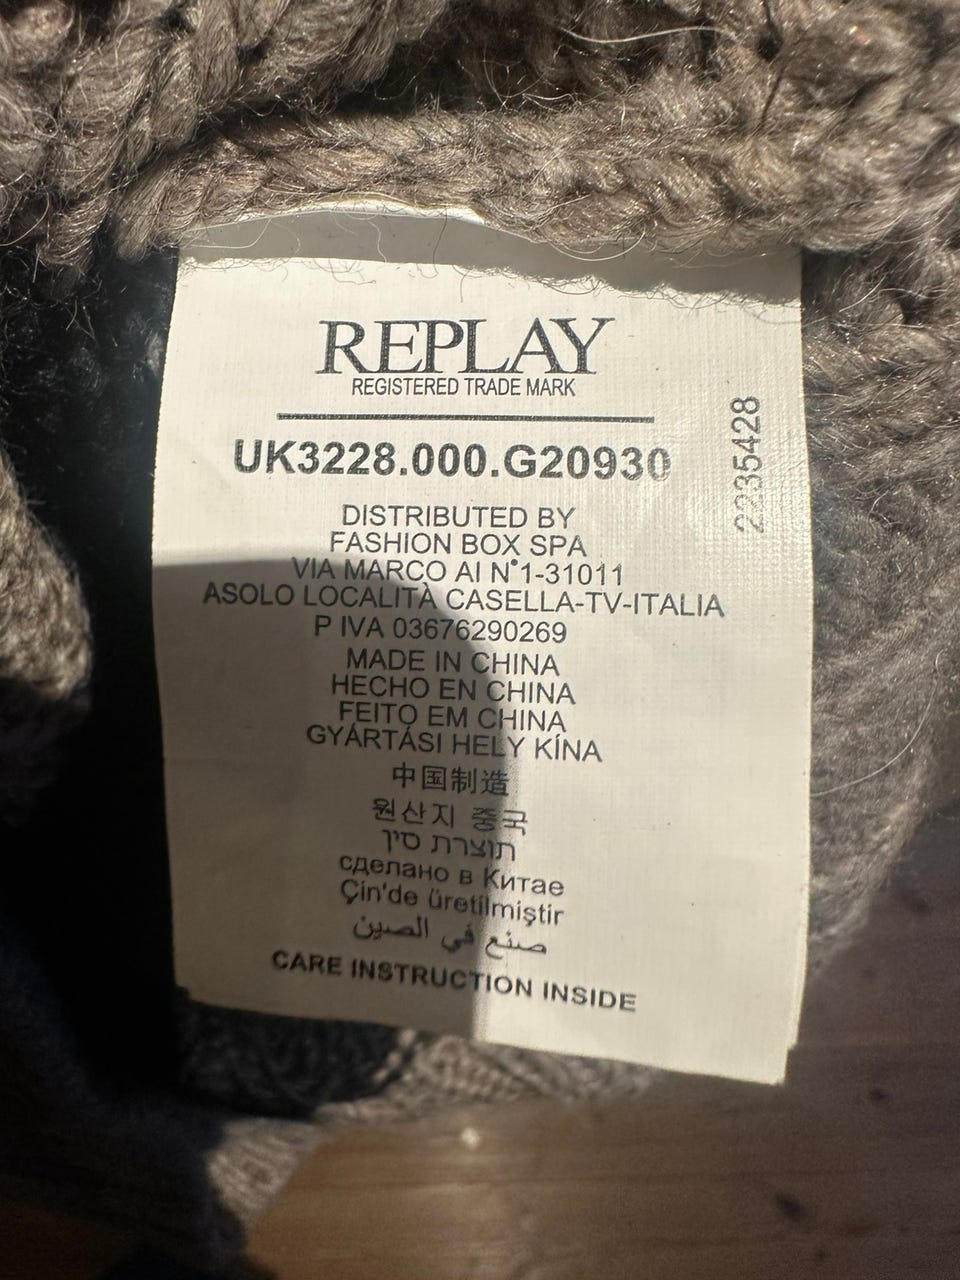 REPLAY
REGISTERED TRADE MARK
UK3228.000.G20930
2235428
DISTRIBUTED BY
FASHION BOX SPA
VIA MARCO AI N°1-31011
ASOLO LOCALITÀ CASELLA-TV-ITALIA
P IVA 03676290269
MADE IN CHINA
HECHO EN CHINA
FEITO EM CHINA
GYÁRTÁSI HELY KÍNA
中国制造
원산지 중국
תוצרת סין
сделано в Китае
Çin'de üretilmiştir
صنع في الصين
CARE INSTRUCTION INSIDE